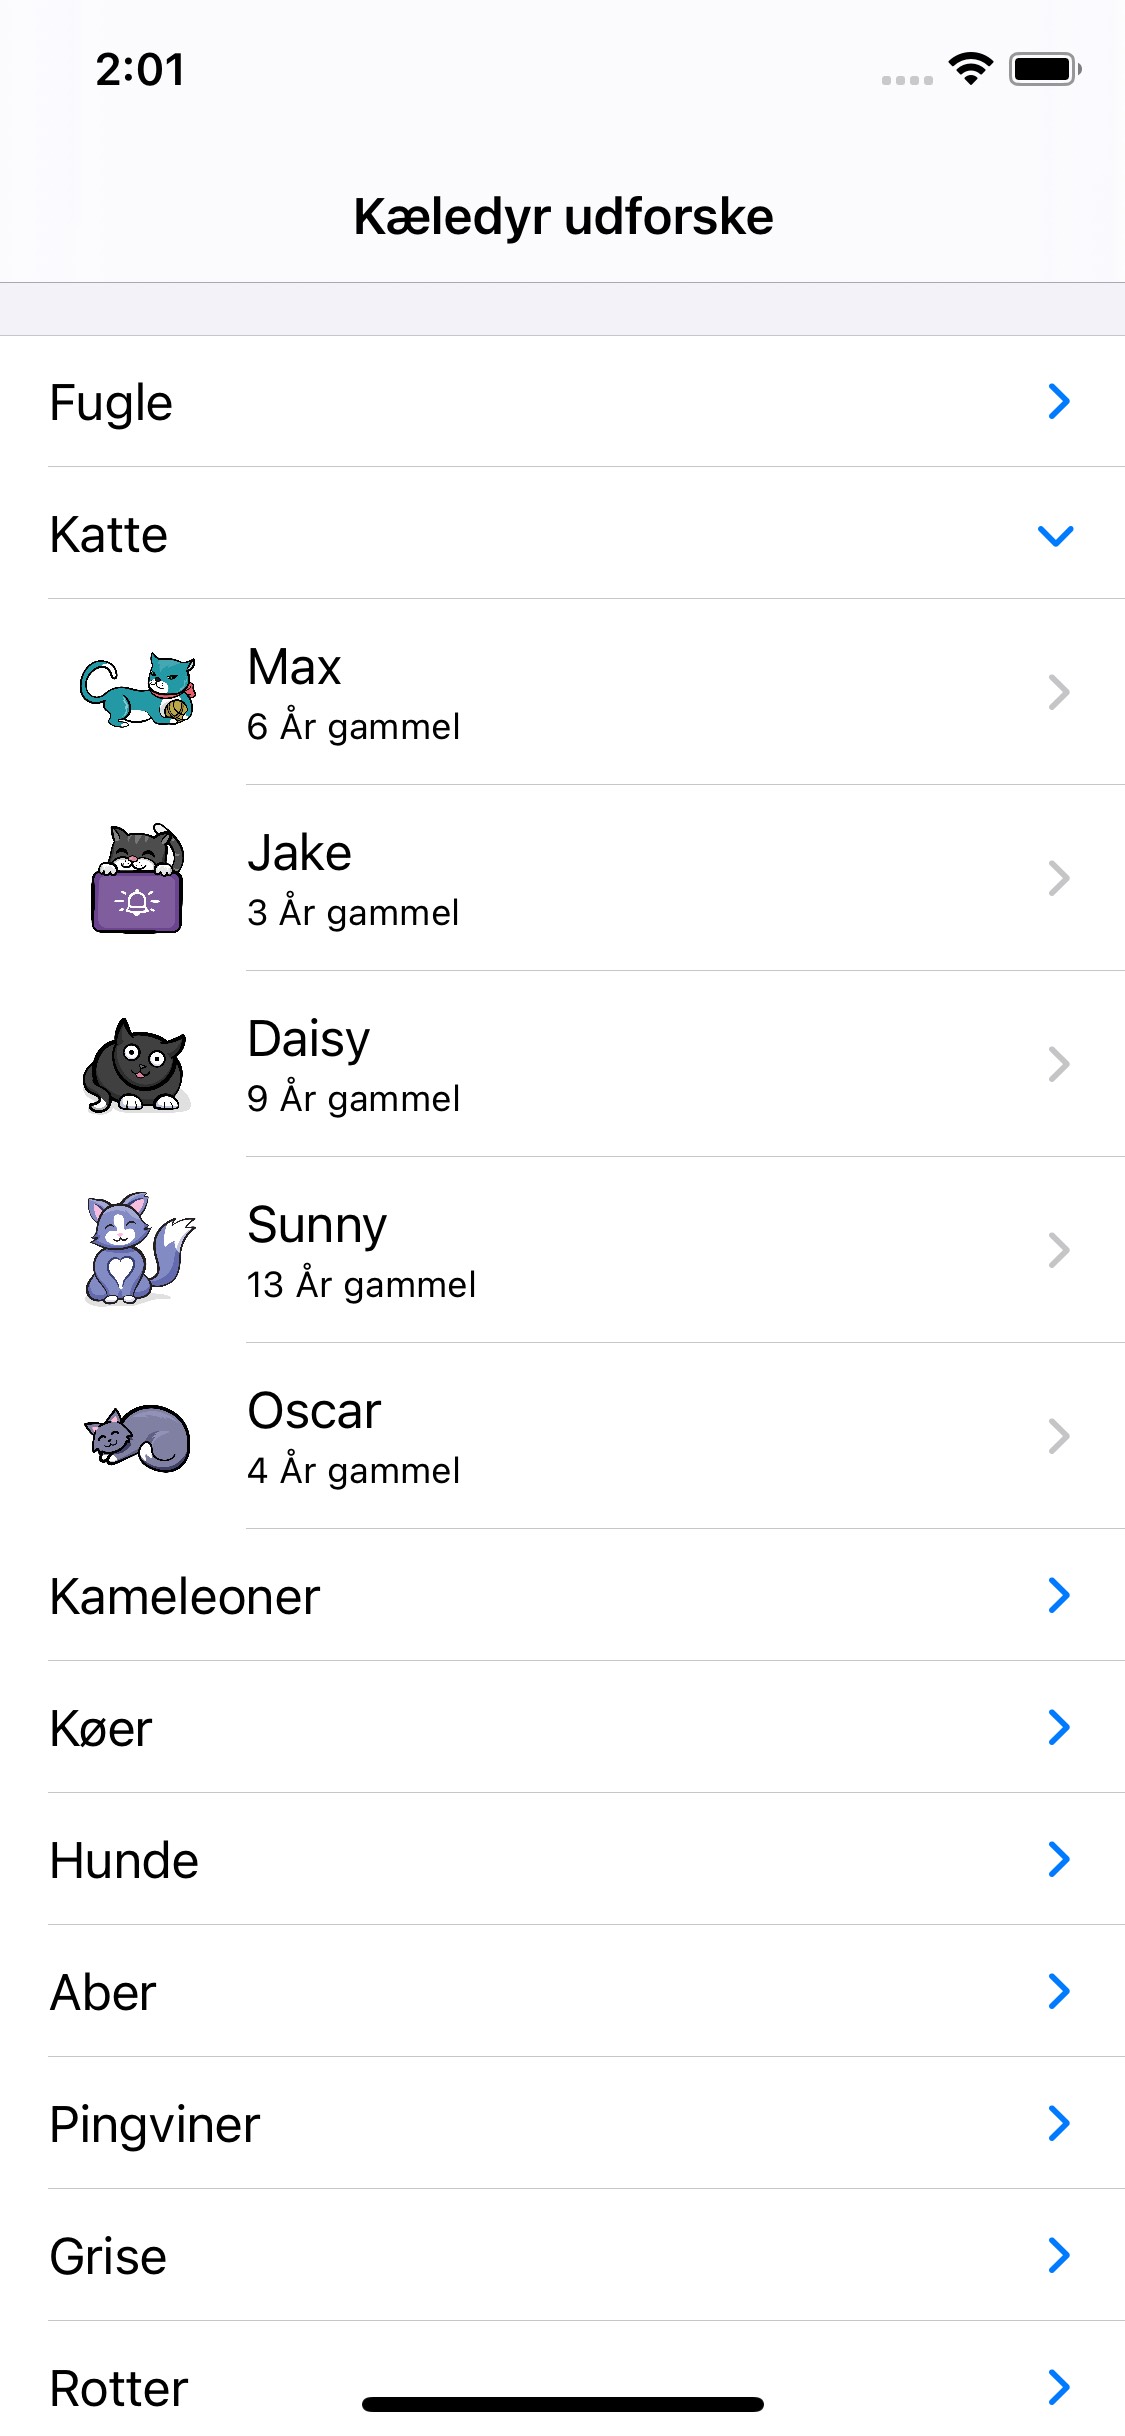 2:01
Kæledyr udforske
Fugle
Katte
Max
6 År gammel
Jake
3 År gammel
Daisy
9 År gammel
Sunny
13 År gammel
Oscar
4 År gammel
Kameleoner
Køer
Hunde
Aber
Pingviner
Grise
Rotter